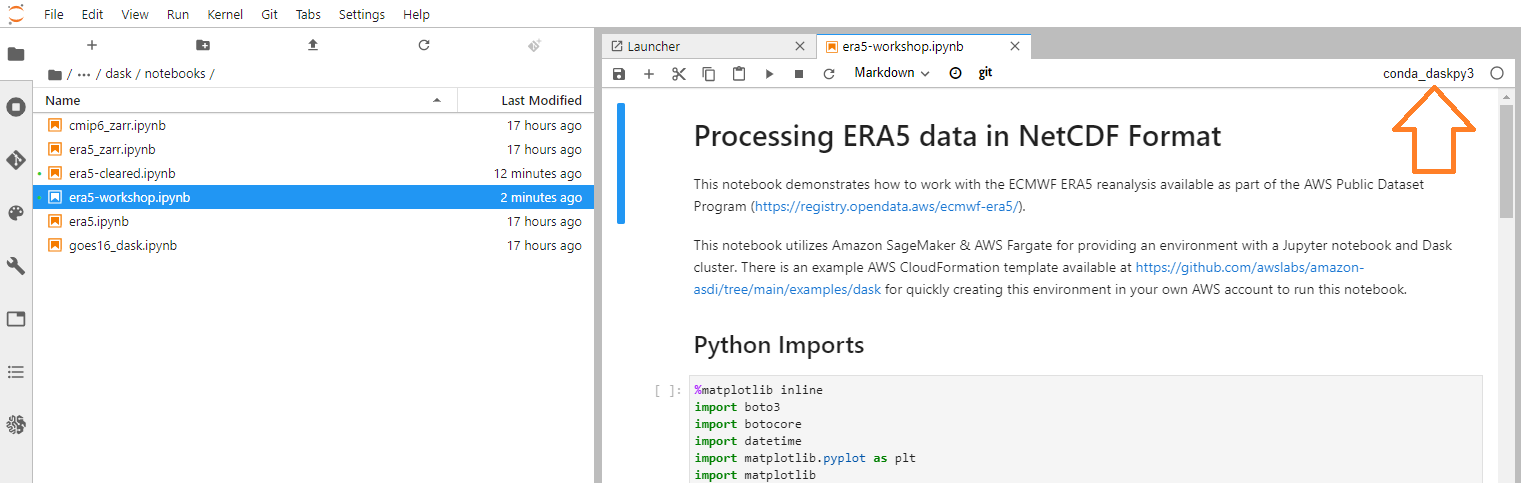 File Edit View Run Kernel Git Tabs Settings Help
/ ··· / dask / notebooks /
Name Last Modified
cmip6_zarr.ipynb 17 hours ago
era5_zarr.ipynb 17 hours ago
era5-cleared.ipynb 12 minutes ago
era5-workshop.ipynb 2 minutes ago
era5.ipynb 17 hours ago
goes16_dask.ipynb 17 hours ago
Launcher era5-workshop.ipynb
Markdown git conda_daskpy3
Processing ERA5 data in NetCDF Format
This notebook demonstrates how to work with the ECMWF ERA5 reanalysis available as part of the AWS Public Dataset
Program (https://registry.opendata.aws/ecmwf-era5/).
This notebook utilizes Amazon SageMaker & AWS Fargate for providing an environment with a Jupyter notebook and Dask
cluster. There is an example AWS CloudFormation template available at https://github.com/awslabs/amazon-
asdi/tree/main/examples/dask for quickly creating this environment in your own AWS account to run this notebook.
Python Imports
[ ]: %matplotlib inline
import boto3
import botocore
import datetime
import matplotlib.pyplot as plt
import matplotlib